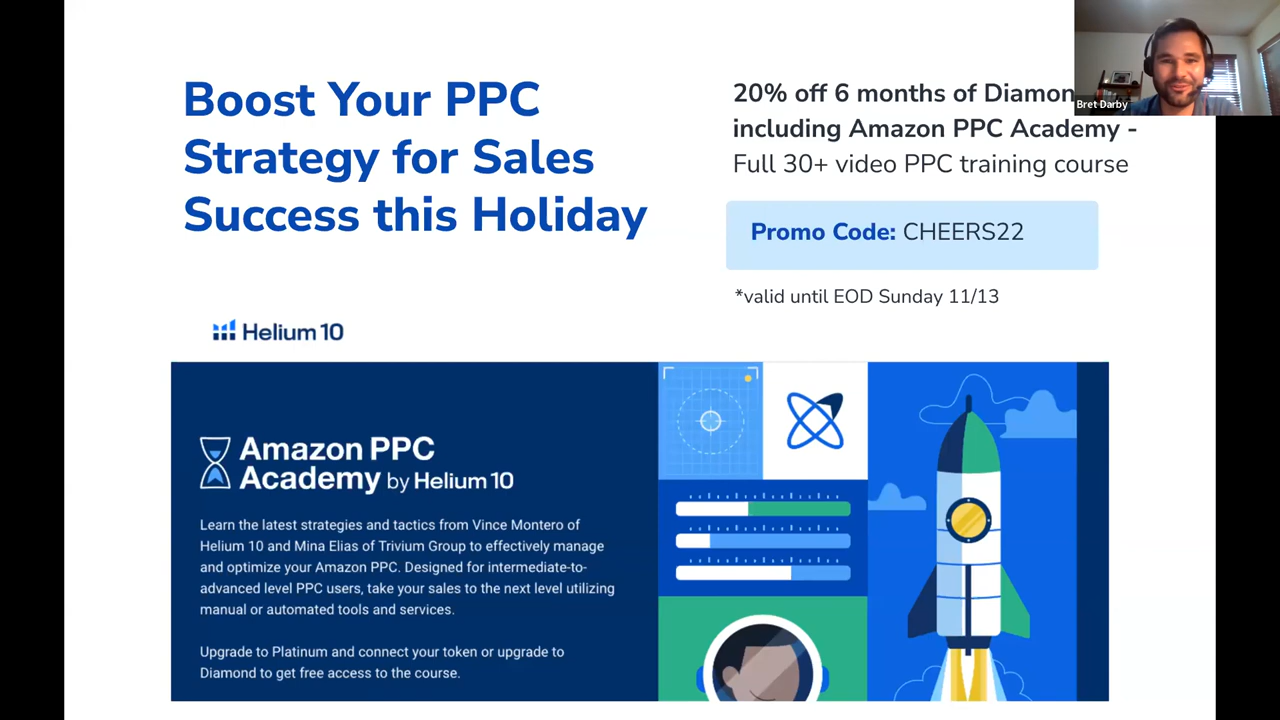 Boost Your PPC
Strategy for Sales
Success this Holiday
20% off 6 months of Diamon
including Amazon PPC Academy -
Full 30+ video PPC training course
Promo Code: CHEERS22
*valid until EOD Sunday 11/13
Bret Darby
Helium 10
Amazon PPC
Academy by Helium 10
Learn the latest strategies and tactics from Vince Montero of
Helium 10 and Mina Elias of Trivium Group to effectively manage
and optimize your Amazon PPC. Designed for intermediate-to-
advanced level PPC users, take your sales to the next level utilizing
manual or automated tools and services.
Upgrade to Platinum and connect your token or upgrade to
Diamond to get free access to the course.